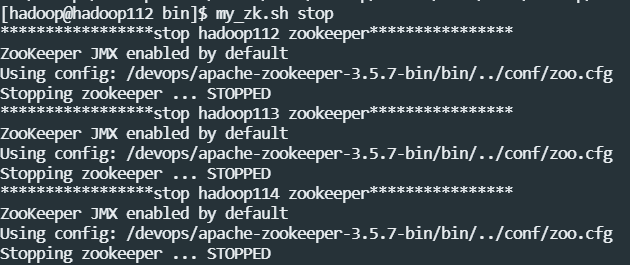 [hadoop@hadoop112 bin]$ my_zk.sh stop
*****************stop hadoop112 zookeeper****************
ZooKeeper JMX enabled by default
Using config: /devops/apache-zookeeper-3.5.7-bin/bin/../conf/zoo.cfg
Stopping zookeeper ... STOPPED
*****************stop hadoop113 zookeeper****************
ZooKeeper JMX enabled by default
Using config: /devops/apache-zookeeper-3.5.7-bin/bin/../conf/zoo.cfg
Stopping zookeeper ... STOPPED
*****************stop hadoop114 zookeeper****************
ZooKeeper JMX enabled by default
Using config: /devops/apache-zookeeper-3.5.7-bin/bin/../conf/zoo.cfg
Stopping zookeeper ... STOPPED